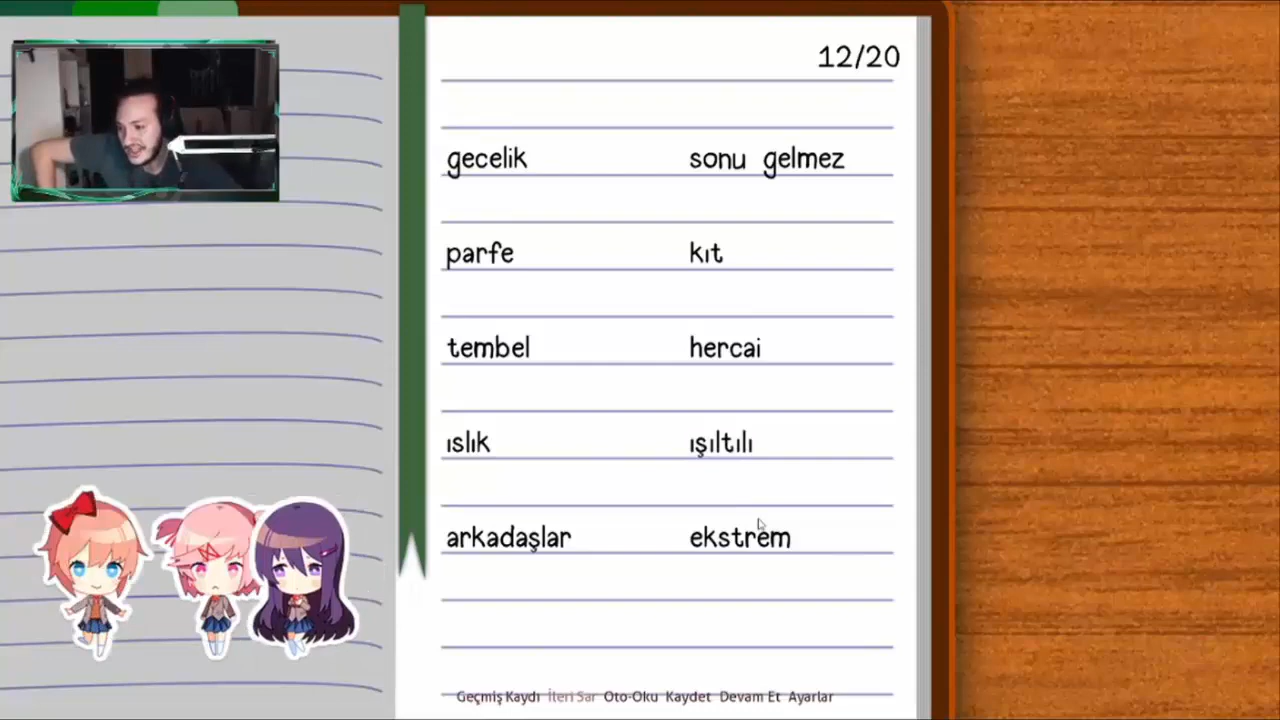 12/20
gecelik sonu gelmez
parfe kıt
tembel hercai
ıslık ışıltılı
arkadaşlar ekstrem
Geçmiş Kaydı İleri Sar Oto-Oku Kaydet Devam Et Ayarlar